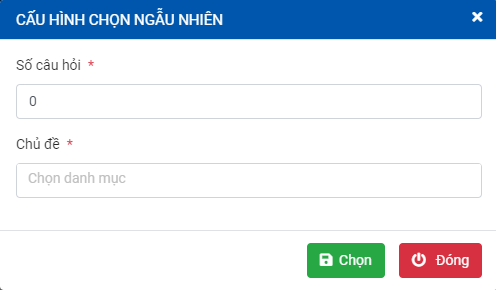 CẤU HÌNH CHỌN NGẪU NHIÊN
Số câu hỏi *
0
Chủ đề *
Chọn danh mục
Chọn Đóng